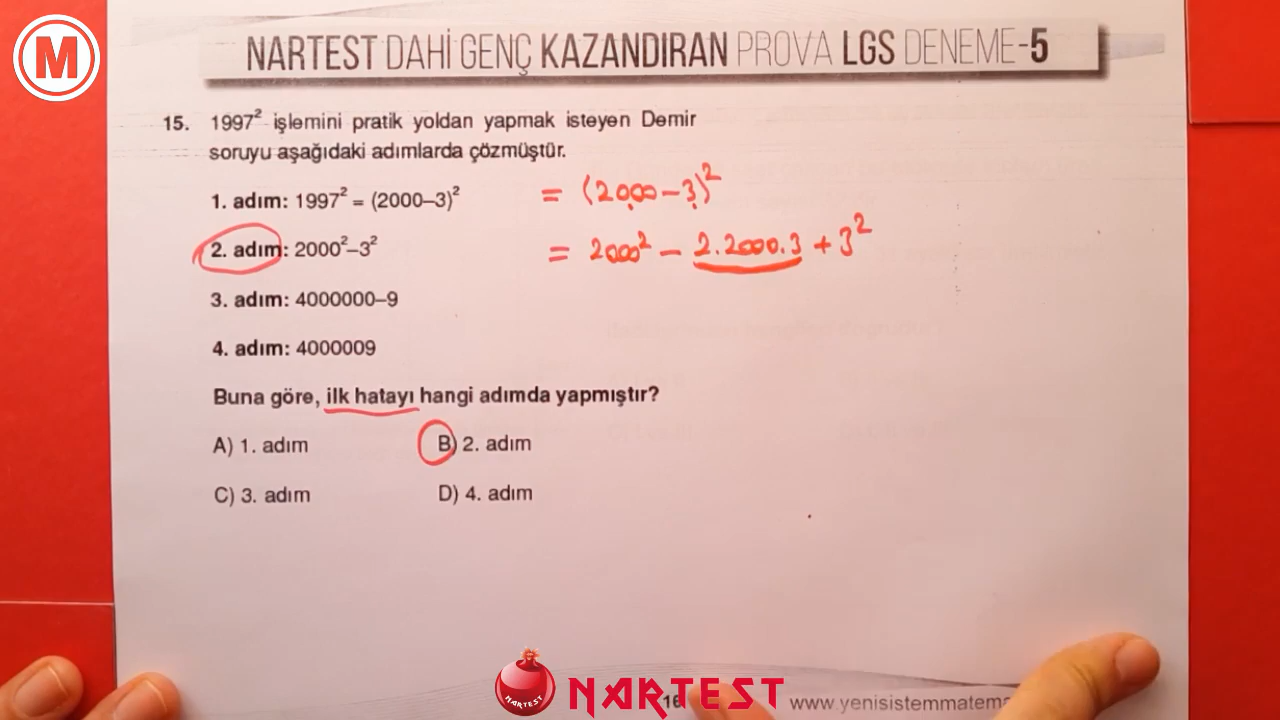 M
NARTEST DAHİ GENÇ KAZANDIRAN PROVA LGS DENEME-5
15. 1997² işlemini pratik yoldan yapmak isteyen Demir
soruyu aşağıdaki adımlarda çözmüştür.
1. adım: 1997² = (2000–3)² = (2000-3)²
2. adım: 2000²–3² = 2000² - 2.2000.3 + 3²
3. adım: 4000000–9
4. adım: 4000009
Buna göre, ilk hatayı hangi adımda yapmıştır?
A) 1. adım B) 2. adım
C) 3. adım D) 4. adım
NARTEST NARTEST 16 www.yenisistemmatema